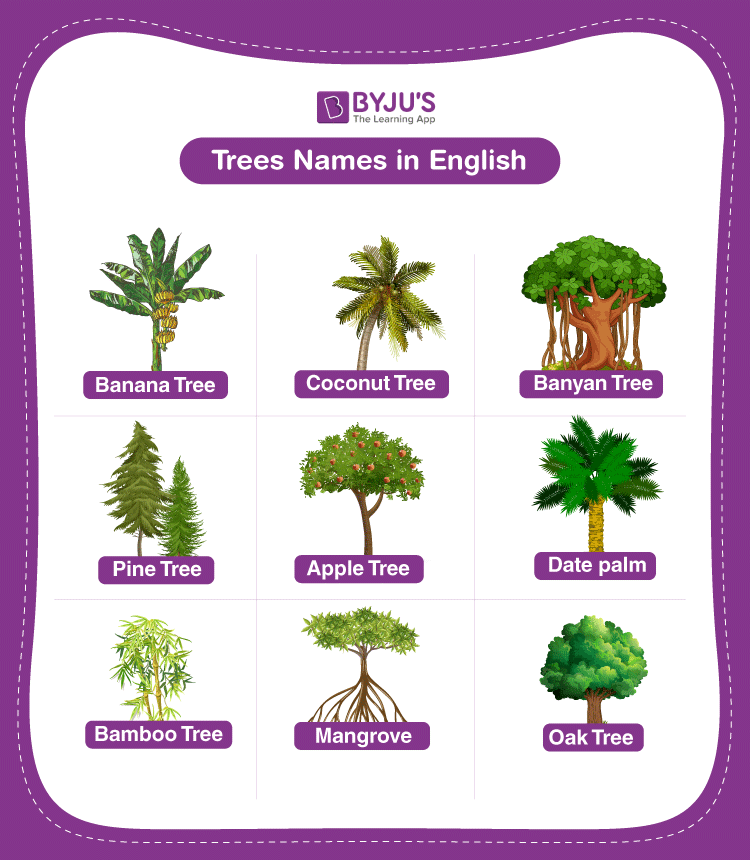 BYJU'S
The Learning App
Trees Names in English
Banana Tree
Coconut Tree
Banyan Tree
Pine Tree
Apple Tree
Date palm
Bamboo Tree
Mangrove
Oak Tree